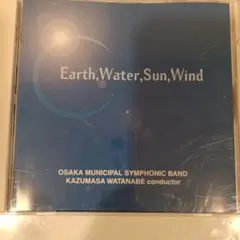 Earth,Water,Sun,Wind
OSAKA MUNICIPAL SYMPHONIC BAND
KAZUMASA WATANABE conductor